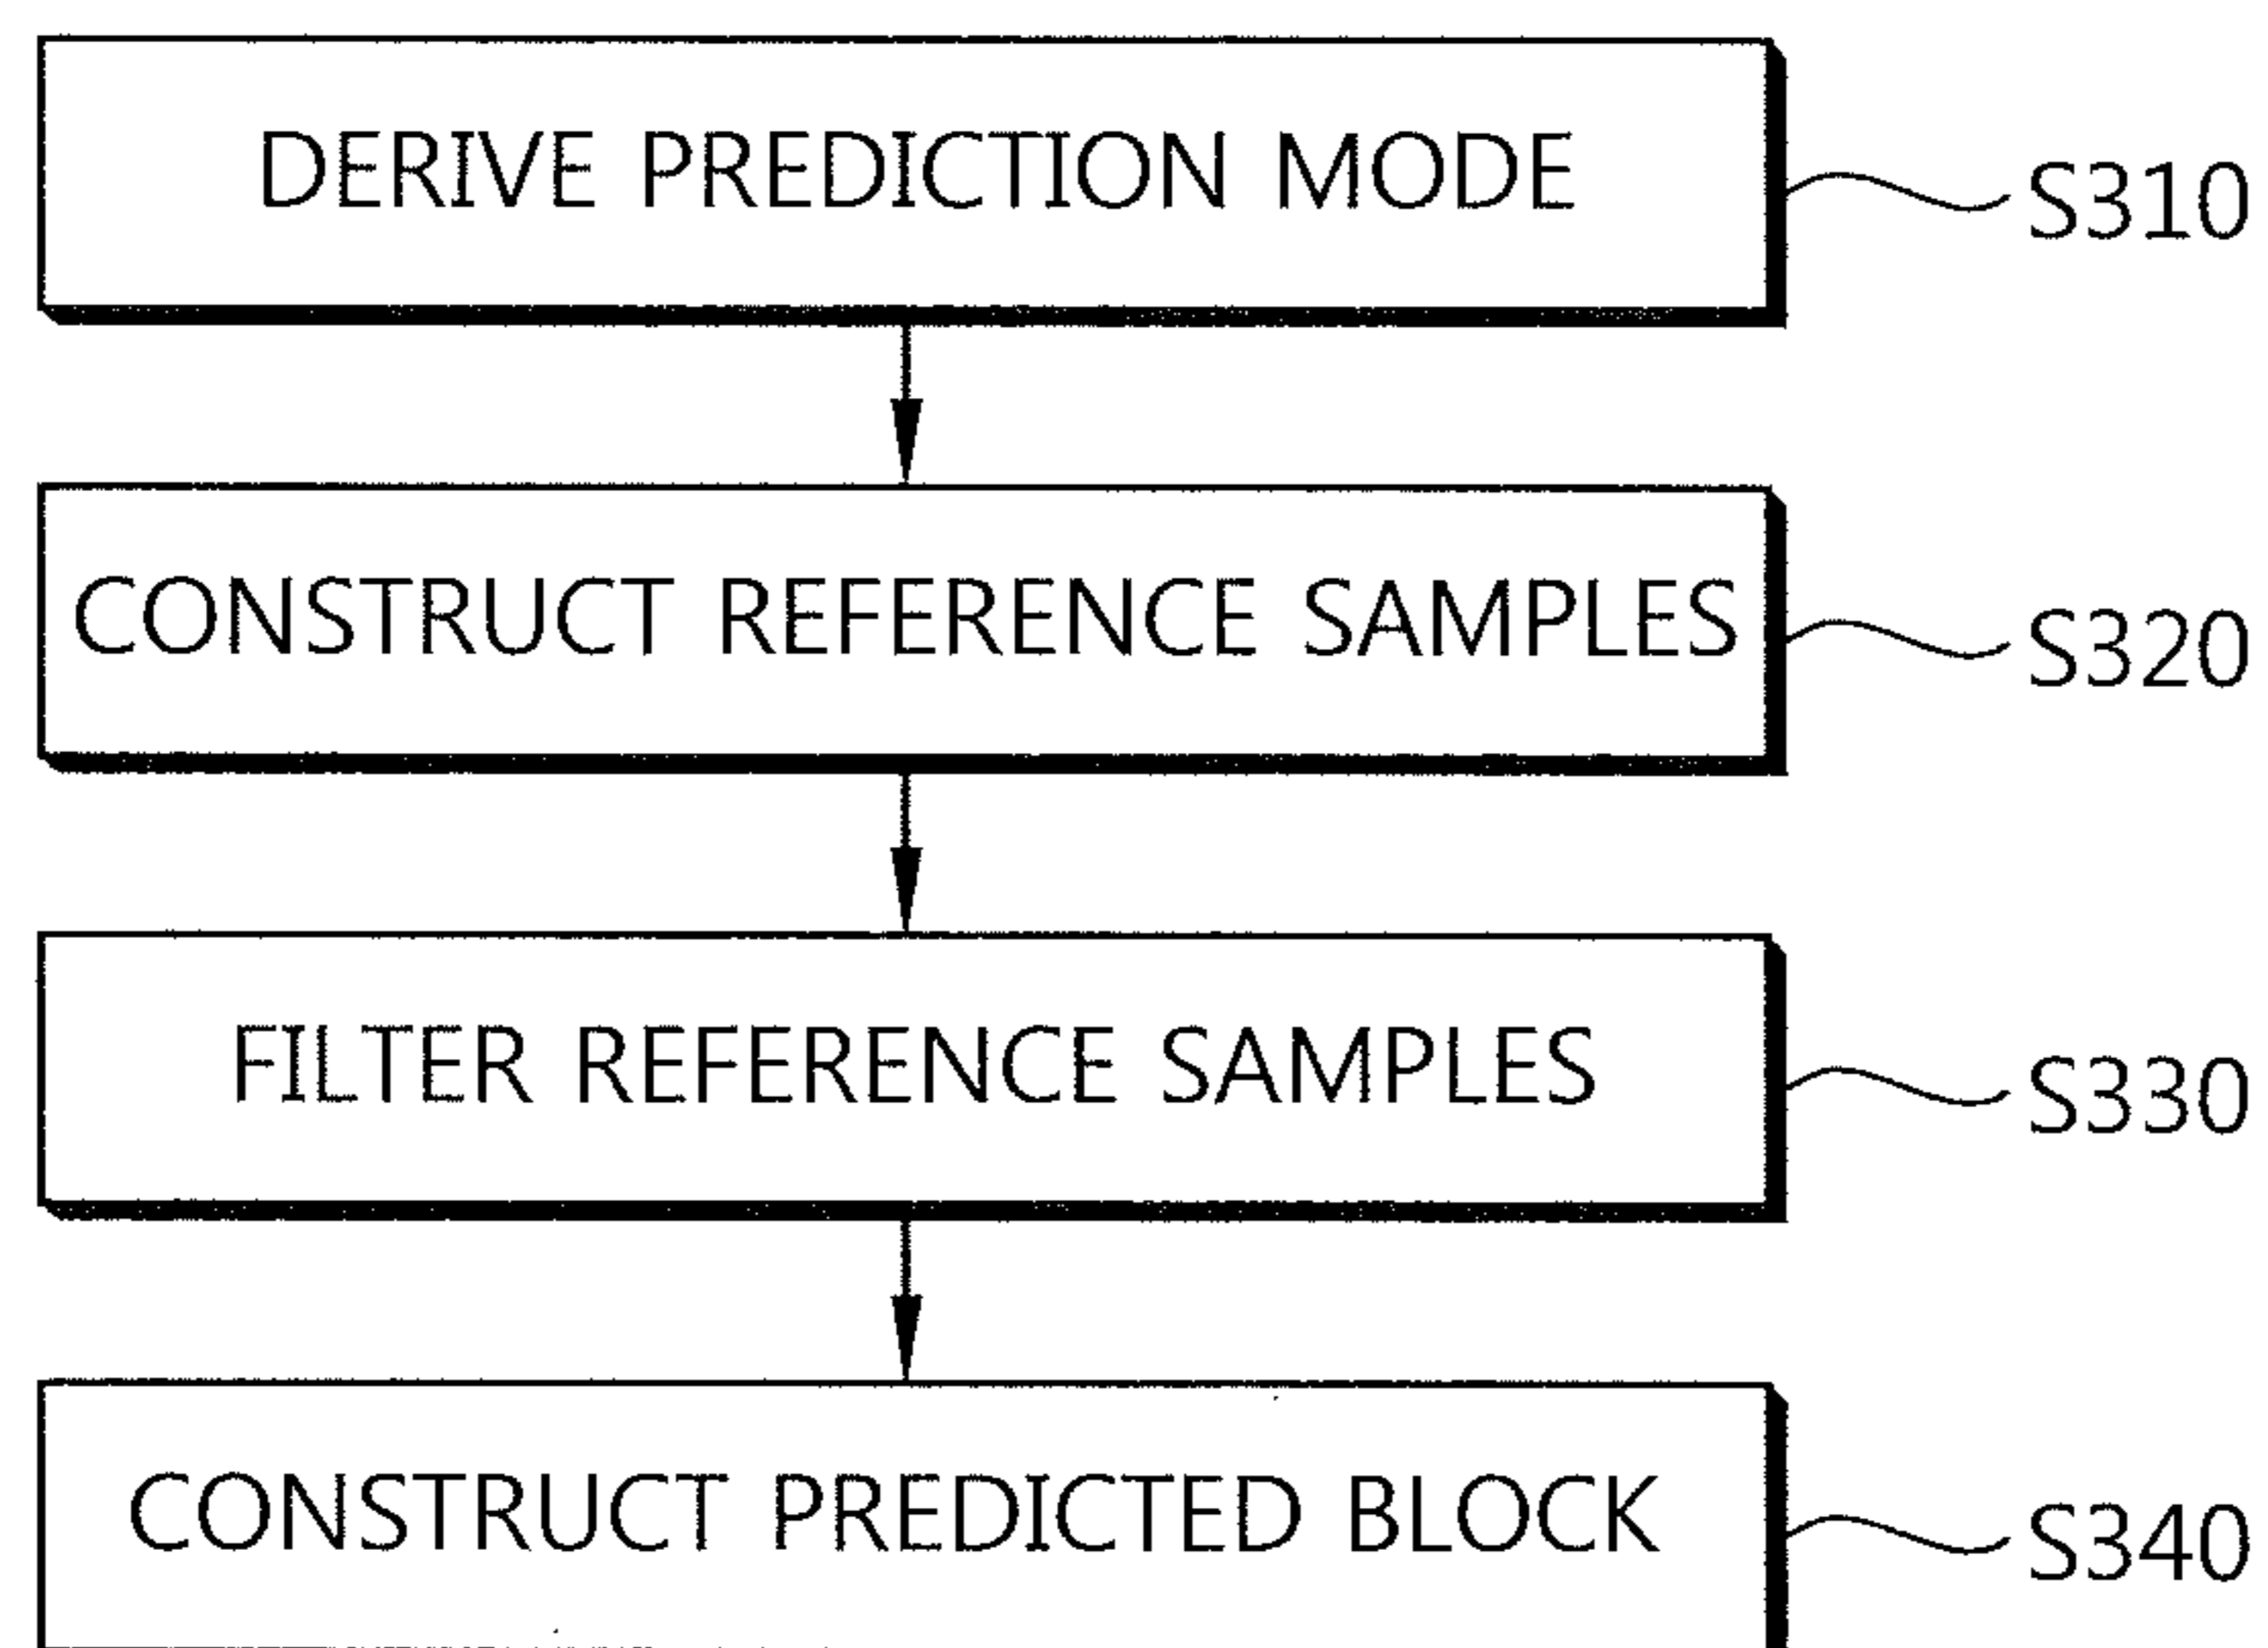 DERIVE PREDICTION MODE
S310
CONSTRUCT REFERENCE SAMPLES
S320
FILTER REFERENCE SAMPLES
S330
CONSTRUCT PREDICTED BLOCK
S340